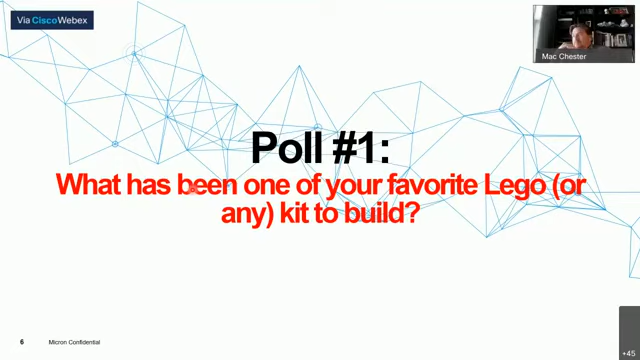 Via CiscoWebex
Mac Chester
Poll #1:
What has been one of your favorite Lego (or
any) kit to build?
6
Micron Confidential
+45